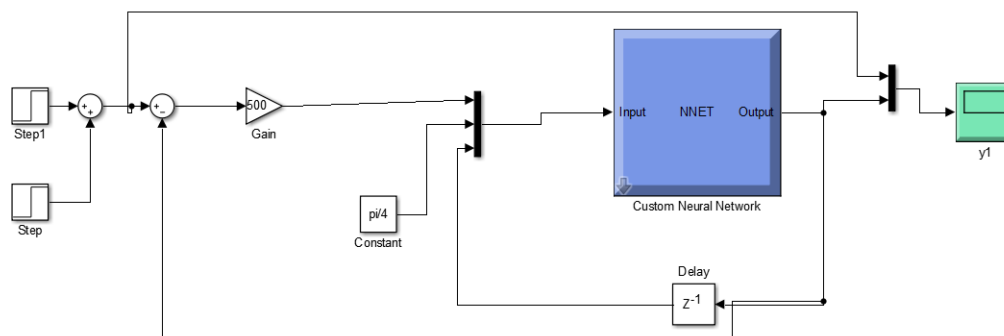 Step1
+
+
+
−
500
Gain
Input
NNET
Output
Custom Neural Network
y1
Step
pi/4
Constant
Delay
Z-1